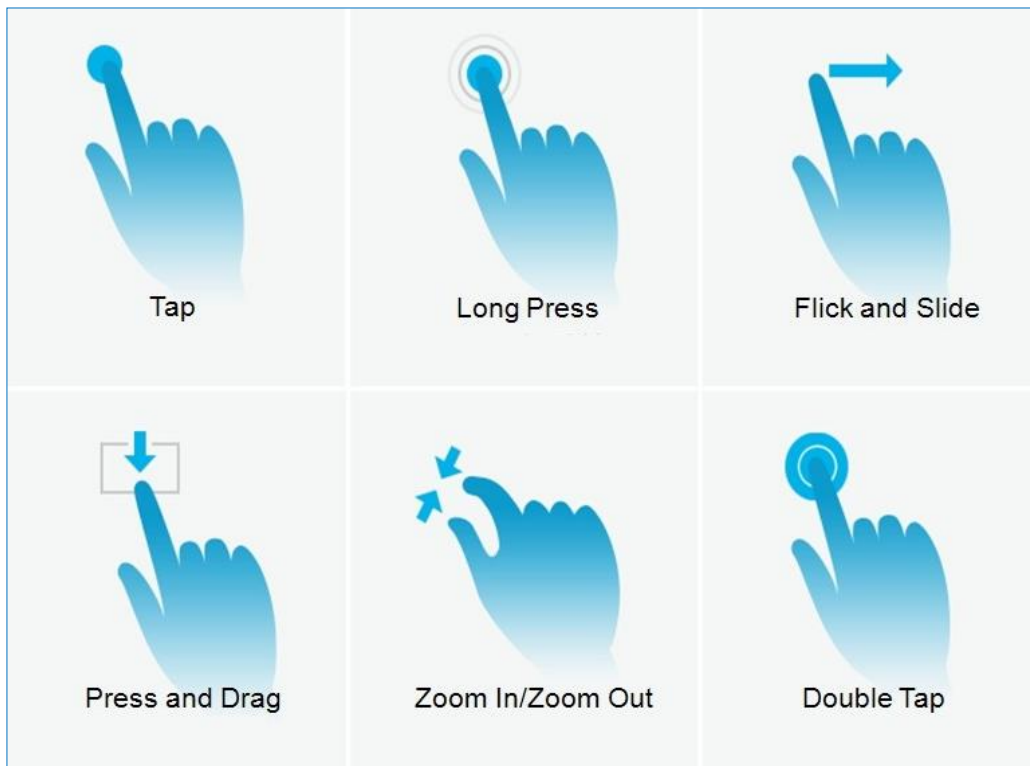 Tap
Long Press
Flick and Slide
Press and Drag
Zoom In/Zoom Out
Double Tap